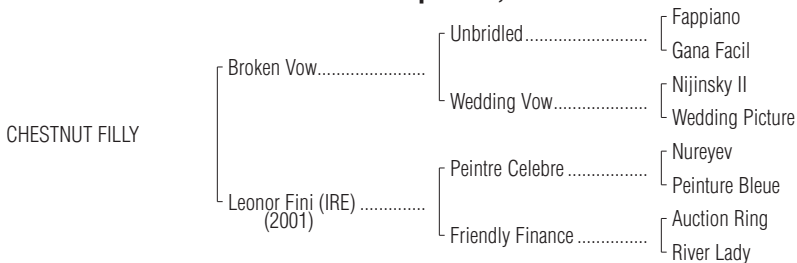 Fappiano
Unbridled
Gana Facil
Broken Vow
Nijinsky II
Wedding Vow
Wedding Picture
CHESTNUT FILLY
Nureyev
Peintre Celebre
Peinture Bleue
Leonor Fini (IRE)
(2001)
Auction Ring
Friendly Finance
River Lady